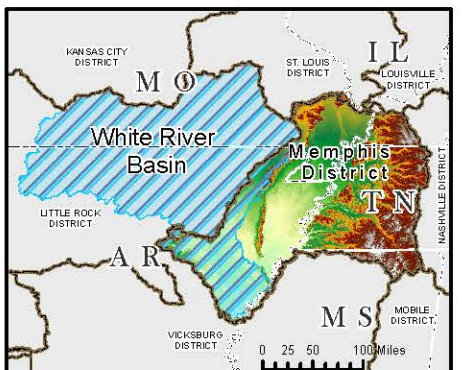 KANSAS CITY
DISTRICT
ST. LOUIS
DISTRICT
I L
LOUISVILLE
DISTRICT
M O
White River
Basin
Memphis
District
T N
NASHVILLE DISTRICT
LITTLE ROCK
DISTRICT
A R
M S
MOBILE
DISTRICT
VICKSBURG
DISTRICT
0 25 50 100 Miles